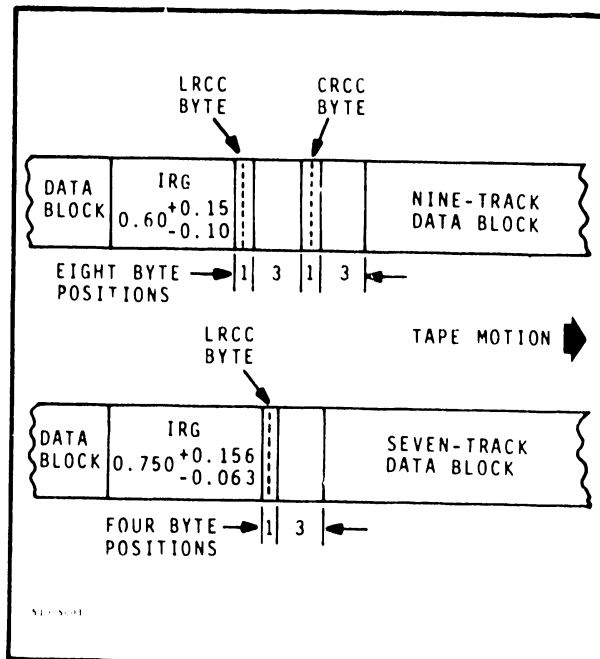 LRCC BYTE
CRCC BYTE
DATA BLOCK
IRG
0.60 +0.15 -0.10
NINE-TRACK DATA BLOCK
EIGHT BYTE POSITIONS
1 3 1 3
TAPE MOTION
LRCC BYTE
DATA BLOCK
IRG
0.750 +0.156 -0.063
SEVEN-TRACK DATA BLOCK
FOUR BYTE POSITIONS
1 3